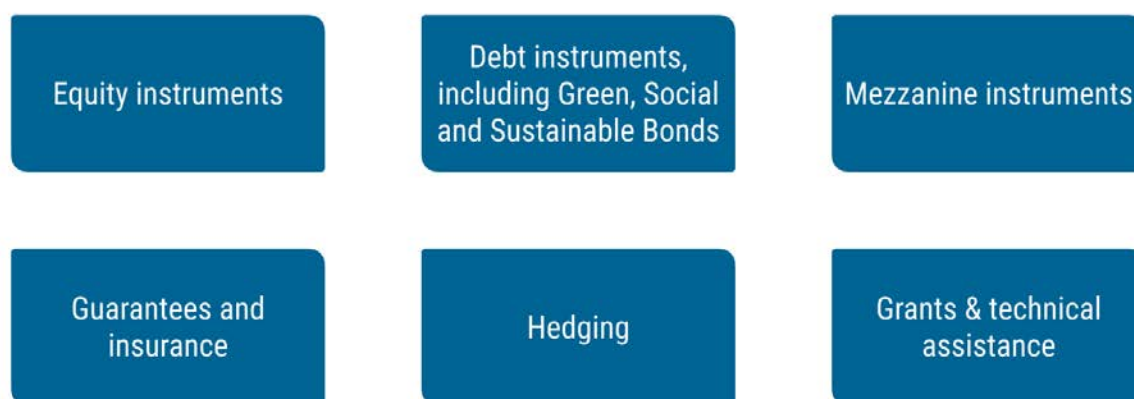 Equity instruments
Debt instruments,
including Green, Social
and Sustainable Bonds
Mezzanine instruments
Guarantees and
insurance
Hedging
Grants & technical
assistance